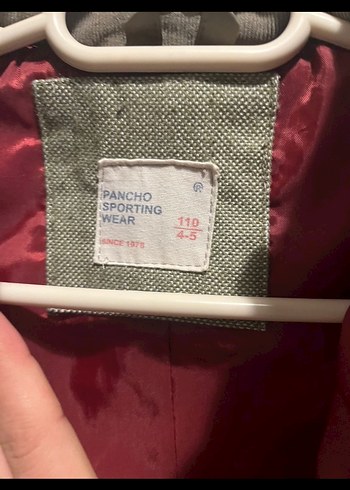 ®
PANCHO
SPORTING
WEAR
110
4-5
SINCE 1975